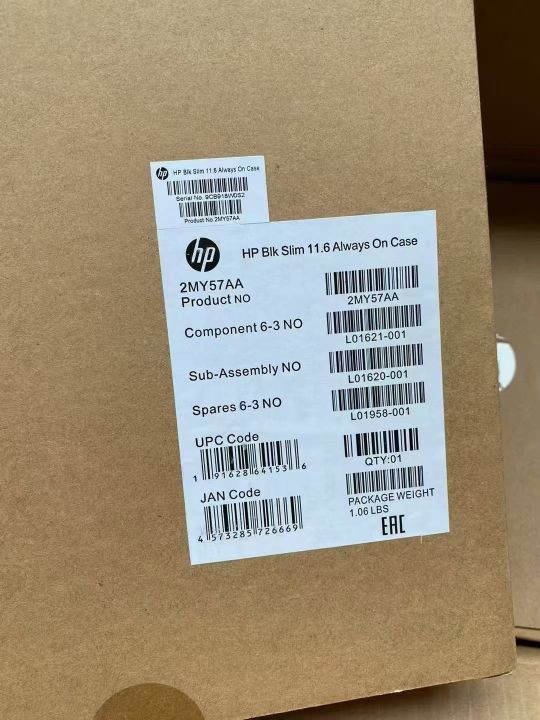 hp HP Blk Slim 11.6 Always On Case
Serial No. 9CB918W0S2
Product No.2MY57AA
hp HP Blk Slim 11.6 Always On Case
2MY57AA
Product NO
2MY57AA
Component 6-3 NO
L01621-001
Sub-Assembly NO
L01620-001
Spares 6-3 NO
L01958-001
UPC Code
1 91628 64153 6
QTY:01
JAN Code
4 573285 726669
PACKAGE WEIGHT
1.06 LBS
EAC